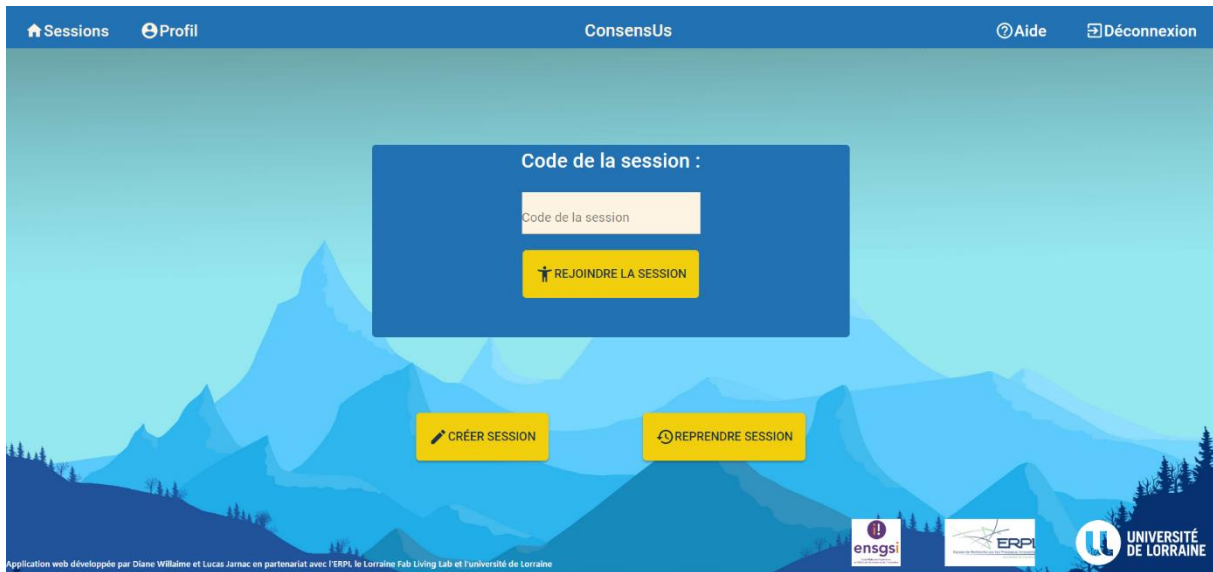 Sessions
Profil
ConsensUs
Aide
Déconnexion
Code de la session :
Code de la session
REJOINDRE LA SESSION
CRÉER SESSION
REPRENDRE SESSION
ensgsi
ERPI
UNIVERSITÉ
DE LORRAINE
Application web développée par Diane Willaime et Lucas Jarnac en partenariat avec l'ERPI, le Lorraine Fab Living Lab et l'université de Lorraine